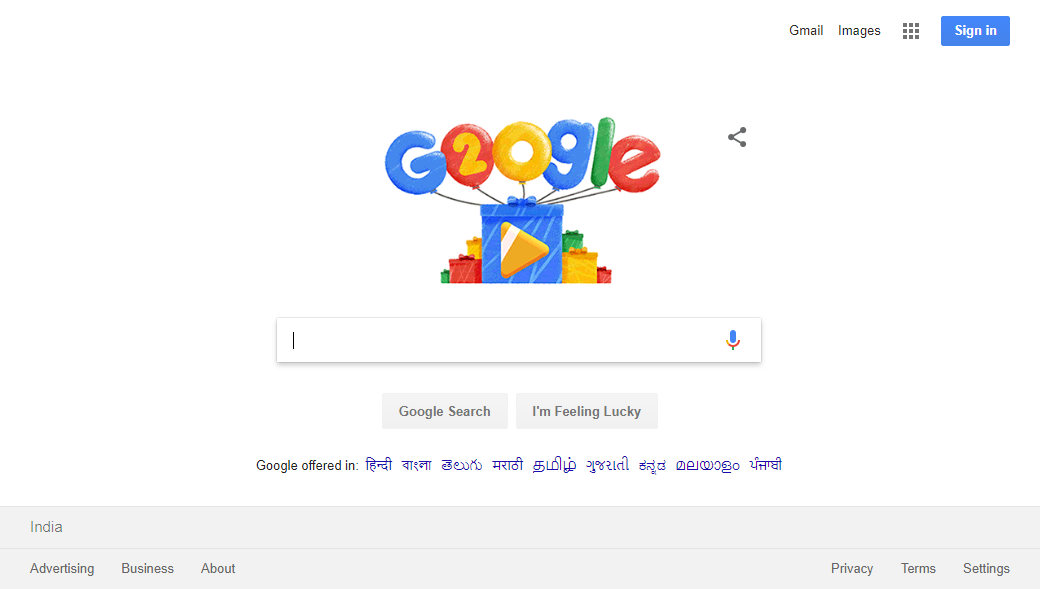 Gmail Images Sign in
G20ogle
Google Search I'm Feeling Lucky
Google offered in: हिन्दी বাংলা తెలుగు मराठी தமிழ் ગુજરાતી ಕನ್ನಡ മലയാളം ਪੰਜਾਬੀ
India
Advertising Business About Privacy Terms Settings